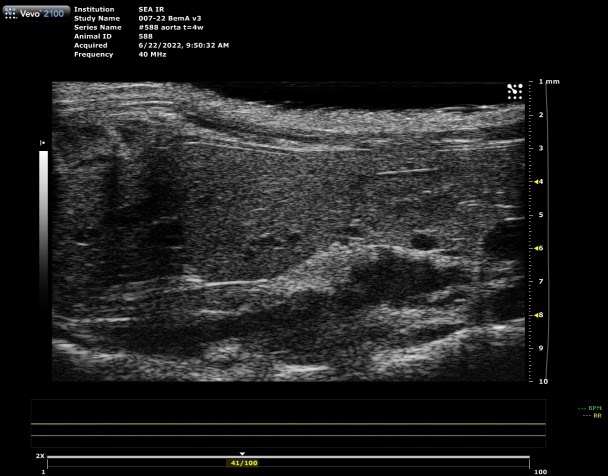 Vevo 2100
Institution SEA IR
Study Name 007-22 BemA v3
Series Name #588 aorta t=4w
Animal ID 588
Acquired 6/22/2022, 9:50:32 AM
Frequency 40 MHz
1 mm
2
3
4
5
6
7
8
9
10
--- BPM
--- RR
2X
1
41/100
100